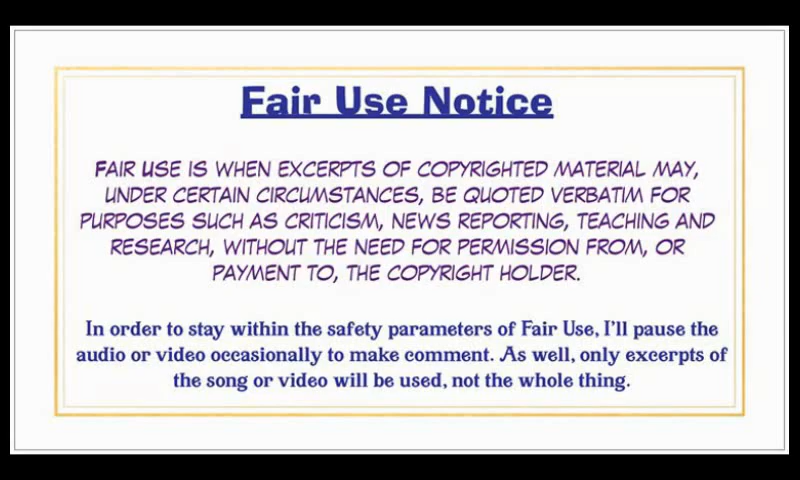 Fair Use Notice
FAIR USE IS WHEN EXCERPTS OF COPYRIGHTED MATERIAL MAY,
UNDER CERTAIN CIRCUMSTANCES, BE QUOTED VERBATIM FOR
PURPOSES SUCH AS CRITICISM, NEWS REPORTING, TEACHING AND
RESEARCH, WITHOUT THE NEED FOR PERMISSION FROM, OR
PAYMENT TO, THE COPYRIGHT HOLDER.
In order to stay within the safety parameters of Fair Use, I'll pause the
audio or video occasionally to make comment. As well, only excerpts of
the song or video will be used, not the whole thing.